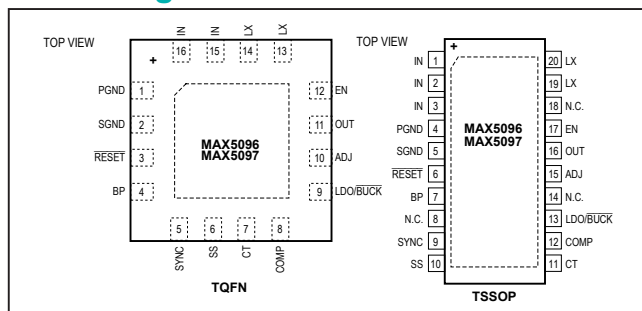 TOP VIEW
IN
IN
LX
LX
16
15
14
13
+
PGND 1
SGND 2
RESET 3
BP 4
12 EN
11 OUT
10 ADJ
9 LDO/BUCK
MAX5096
MAX5097
5
6
7
8
SYNC
SS
CT
COMP
TQFN
TOP VIEW
+
IN 1
IN 2
IN 3
PGND 4
SGND 5
RESET 6
BP 7
N.C. 8
SYNC 9
SS 10
MAX5096
MAX5097
20 LX
19 LX
18 N.C.
17 EN
16 OUT
15 ADJ
14 N.C.
13 LDO/BUCK
12 COMP
11 CT
TSSOP